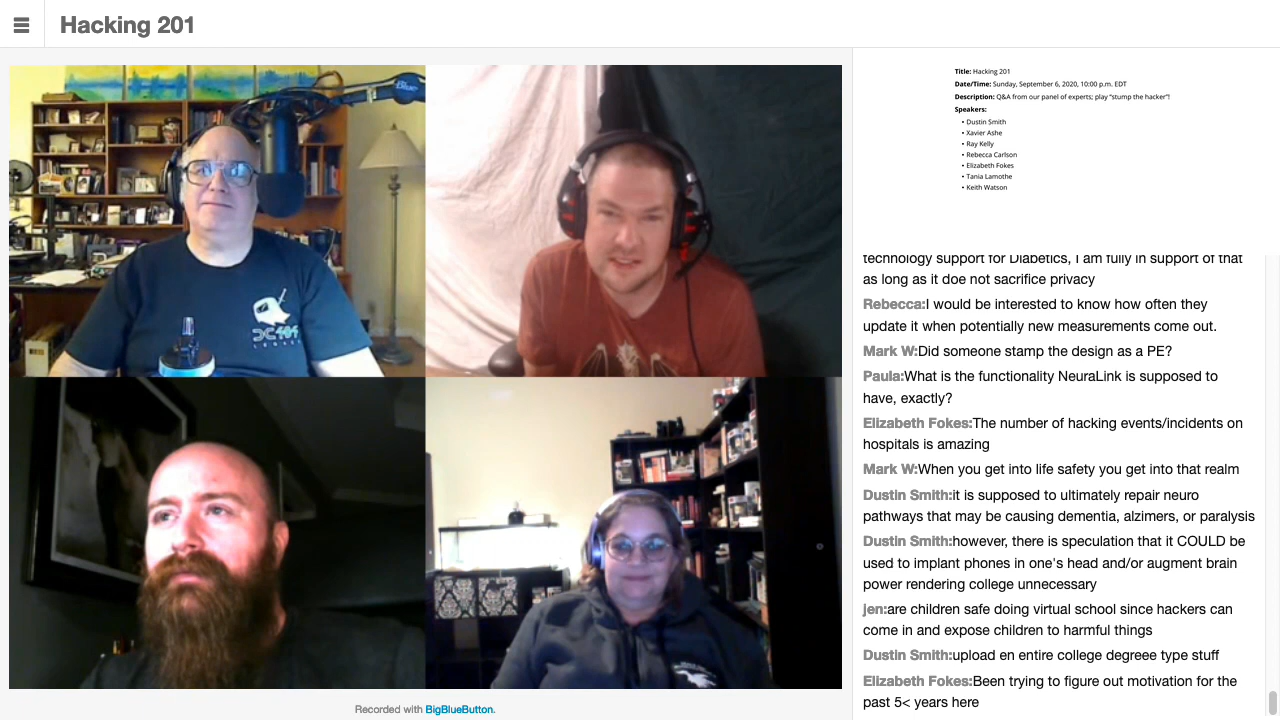 Hacking 201
Title: Hacking 201
Date/Time: Sunday, September 6, 2020, 10:00 p.m. EDT
Description: Q&A from our panel of experts; play "stump the hacker"!
Speakers:
• Dustin Smith
• Xavier Ashe
• Ray Kelly
• Rebecca Carlson
• Elizabeth Fokes
• Tania Lamothe
• Keith Watson
Blue
DC404
technology support for Diabetics, I am fully in support of that
as long as it doe not sacrifice privacy
Rebecca:I would be interested to know how often they
update it when potentially new measurements come out.
Mark W:Did someone stamp the design as a PE?
Paula:What is the functionality NeuraLink is supposed to
have, exactly?
Elizabeth Fokes:The number of hacking events/incidents on
hospitals is amazing
Mark W:When you get into life safety you get into that realm
Dustin Smith:it is supposed to ultimately repair neuro
pathways that may be causing dementia, alzimers, or paralysis
Dustin Smith:however, there is speculation that it COULD be
used to implant phones in one's head and/or augment brain
power rendering college unnecessary
jen:are children safe doing virtual school since hackers can
come in and expose children to harmful things
Dustin Smith:upload en entire college degreee type stuff
Elizabeth Fokes:Been trying to figure out motivation for the
past 5< years here
Recorded with BigBlueButton.